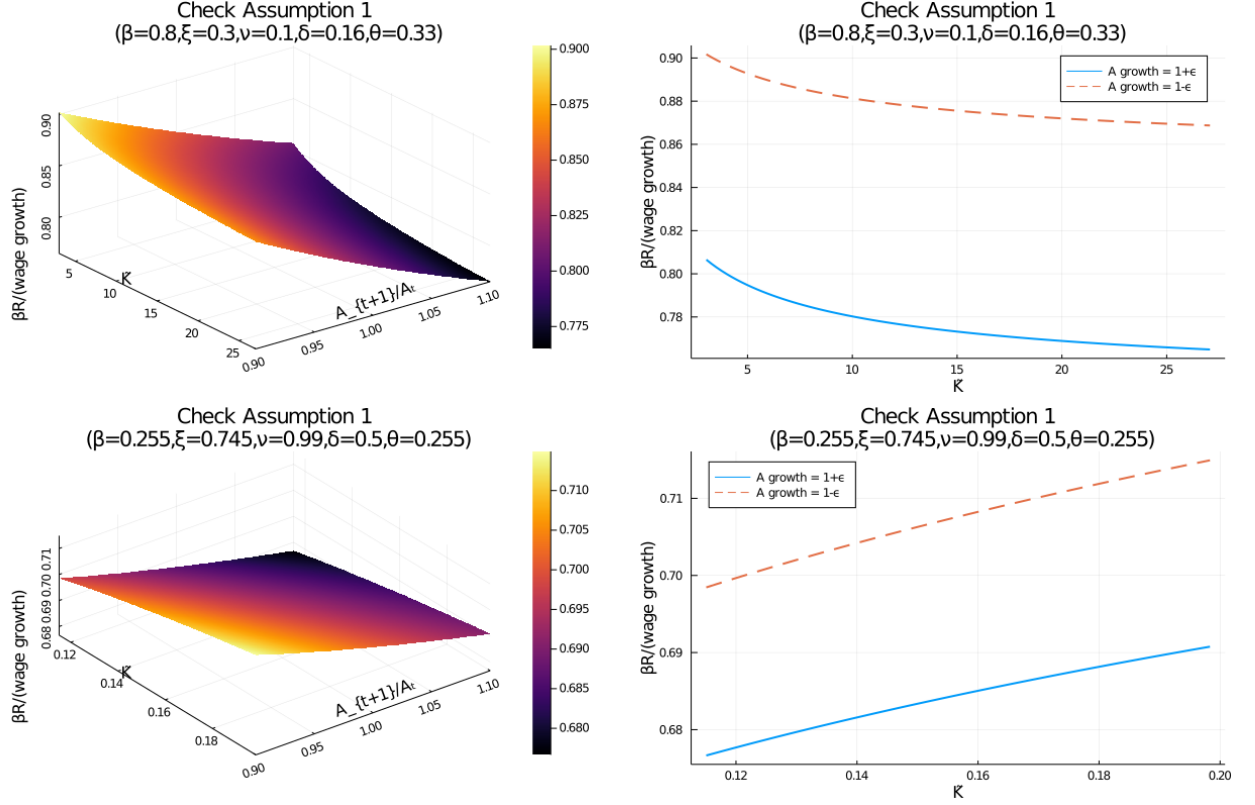 Check Assumption 1
(β=0.8,ξ=0.3,ν=0.1,δ=0.16,θ=0.33)
βR/(wage growth)
0.90
0.85
0.80
5
10
15
20
25
K̃
0.90
0.95
1.00
1.05
1.10
A_{t+1}/Aₜ
0.900
0.875
0.850
0.825
0.800
0.775
Check Assumption 1
(β=0.8,ξ=0.3,ν=0.1,δ=0.16,θ=0.33)
βR/(wage growth)
0.90
0.88
0.86
0.84
0.82
0.80
0.78
A growth = 1+ϵ
A growth = 1-ϵ
5
10
15
20
25
K̃
Check Assumption 1
(β=0.255,ξ=0.745,ν=0.99,δ=0.5,θ=0.255)
βR/(wage growth)
0.71
0.70
0.69
0.68
0.12
0.14
0.16
0.18
K̃
0.90
0.95
1.00
1.05
1.10
A_{t+1}/Aₜ
0.710
0.705
0.700
0.695
0.690
0.685
0.680
Check Assumption 1
(β=0.255,ξ=0.745,ν=0.99,δ=0.5,θ=0.255)
βR/(wage growth)
0.71
0.70
0.69
0.68
A growth = 1+ϵ
A growth = 1-ϵ
0.12
0.14
0.16
0.18
0.20
K̃